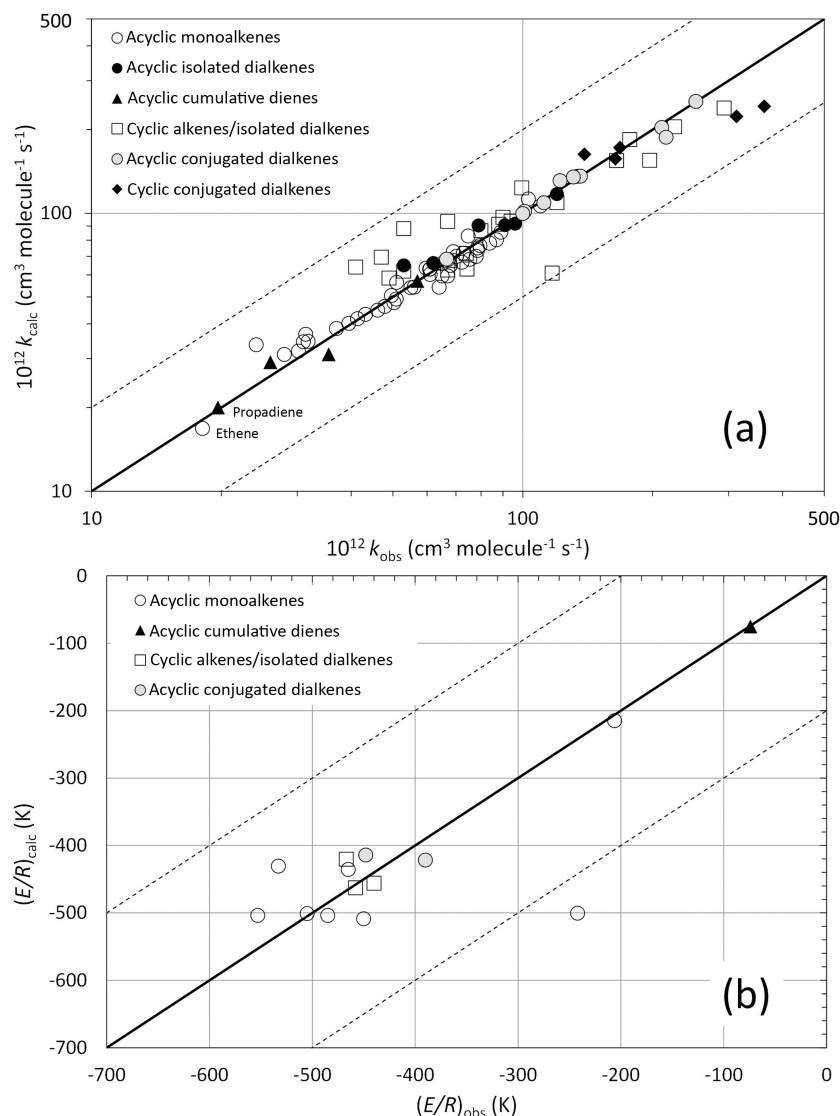 500
Acyclic monoalkenes
Acyclic isolated dialkenes
Acyclic cumulative dienes
Cyclic alkenes/isolated dialkenes
Acyclic conjugated dialkenes
Cyclic conjugated dialkenes
100
10¹² k_calc (cm³ molecule⁻¹ s⁻¹)
Propadiene
Ethene
(a)
10
10 100 500
10¹² k_obs (cm³ molecule⁻¹ s⁻¹)
0
Acyclic monoalkenes
Acyclic cumulative dienes
Cyclic alkenes/isolated dialkenes
Acyclic conjugated dialkenes
-100
-200
-300
-400
(E/R)_calc (K)
-500
-600
(b)
-700
-700 -600 -500 -400 -300 -200 -100 0
(E/R)_obs (K)